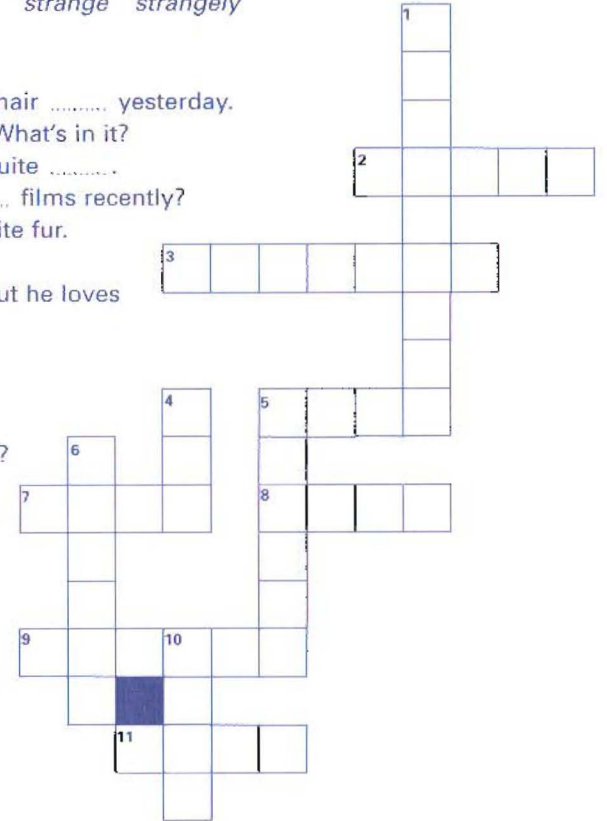 strange strangely
hair .......... yesterday.
What's in it?
uite .......... .
.. films recently?
ite fur.
ut he loves
?
1
2
3
4
5
6
7
8
9
10
11